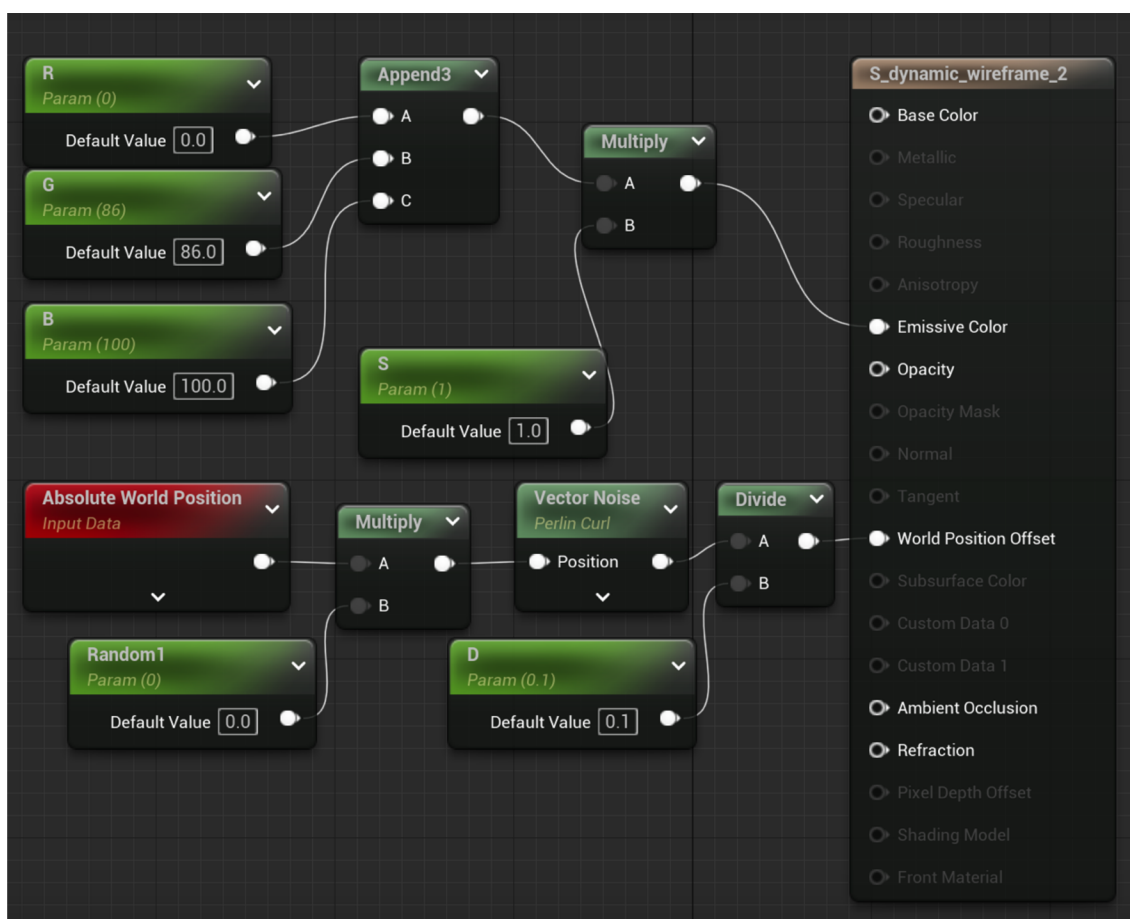 R
Param (0)
Default Value 0.0
G
Param (86)
Default Value 86.0
B
Param (100)
Default Value 100.0
Append3
A
B
C
Multiply
A
B
S
Param (1)
Default Value 1.0
Absolute World Position
Input Data
Multiply
A
B
Random1
Param (0)
Default Value 0.0
Vector Noise
Perlin Curl
Position
D
Param (0.1)
Default Value 0.1
Divide
A
B
S_dynamic_wireframe_2
Base Color
Metallic
Specular
Roughness
Anisotropy
Emissive Color
Opacity
Opacity Mask
Normal
Tangent
World Position Offset
Subsurface Color
Custom Data 0
Custom Data 1
Ambient Occlusion
Refraction
Pixel Depth Offset
Shading Model
Front Material